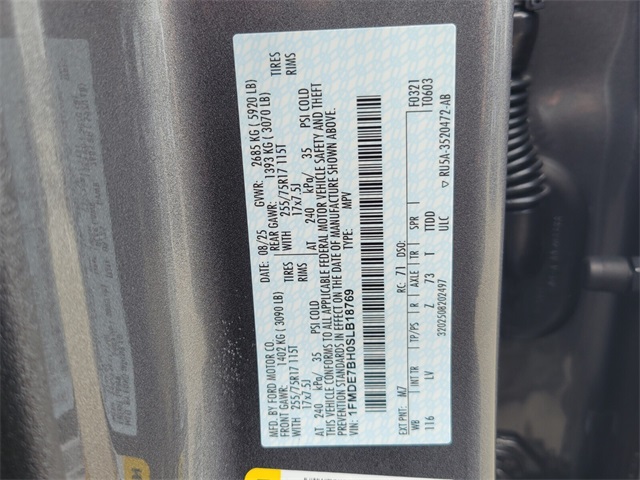 MFD. BY FORD MOTOR CO.
DATE: 08/25 GVWR: 2685 KG ( 5920 LB)
FRONT GAWR: 1402 KG ( 3090 LB) REAR GAWR: 1393 KG ( 3070 LB)
WITH 255/75R17 115T TIRES WITH 255/75R17 115T TIRES
17x7.5J RIMS 17x7.5J RIMS
AT 240 kPa/ 35 PSI COLD AT 240 kPa/ 35 PSI COLD
THIS VEHICLE CONFORMS TO ALL APPLICABLE FEDERAL MOTOR VEHICLE SAFETY AND THEFT
PREVENTION STANDARDS IN EFFECT ON THE DATE OF MANUFACTURE SHOWN ABOVE.
VIN: 1FMDE7BH0SLB18769 TYPE: MPV
F0321
T0603
EXT PNT: M7 RC: 71 DSO:
WB INT TR TP/PS R AXLE TR SPR
116 LV Z 73 T TTDD
ULC
3202508202497 ▽ RU5A-3520472-AB